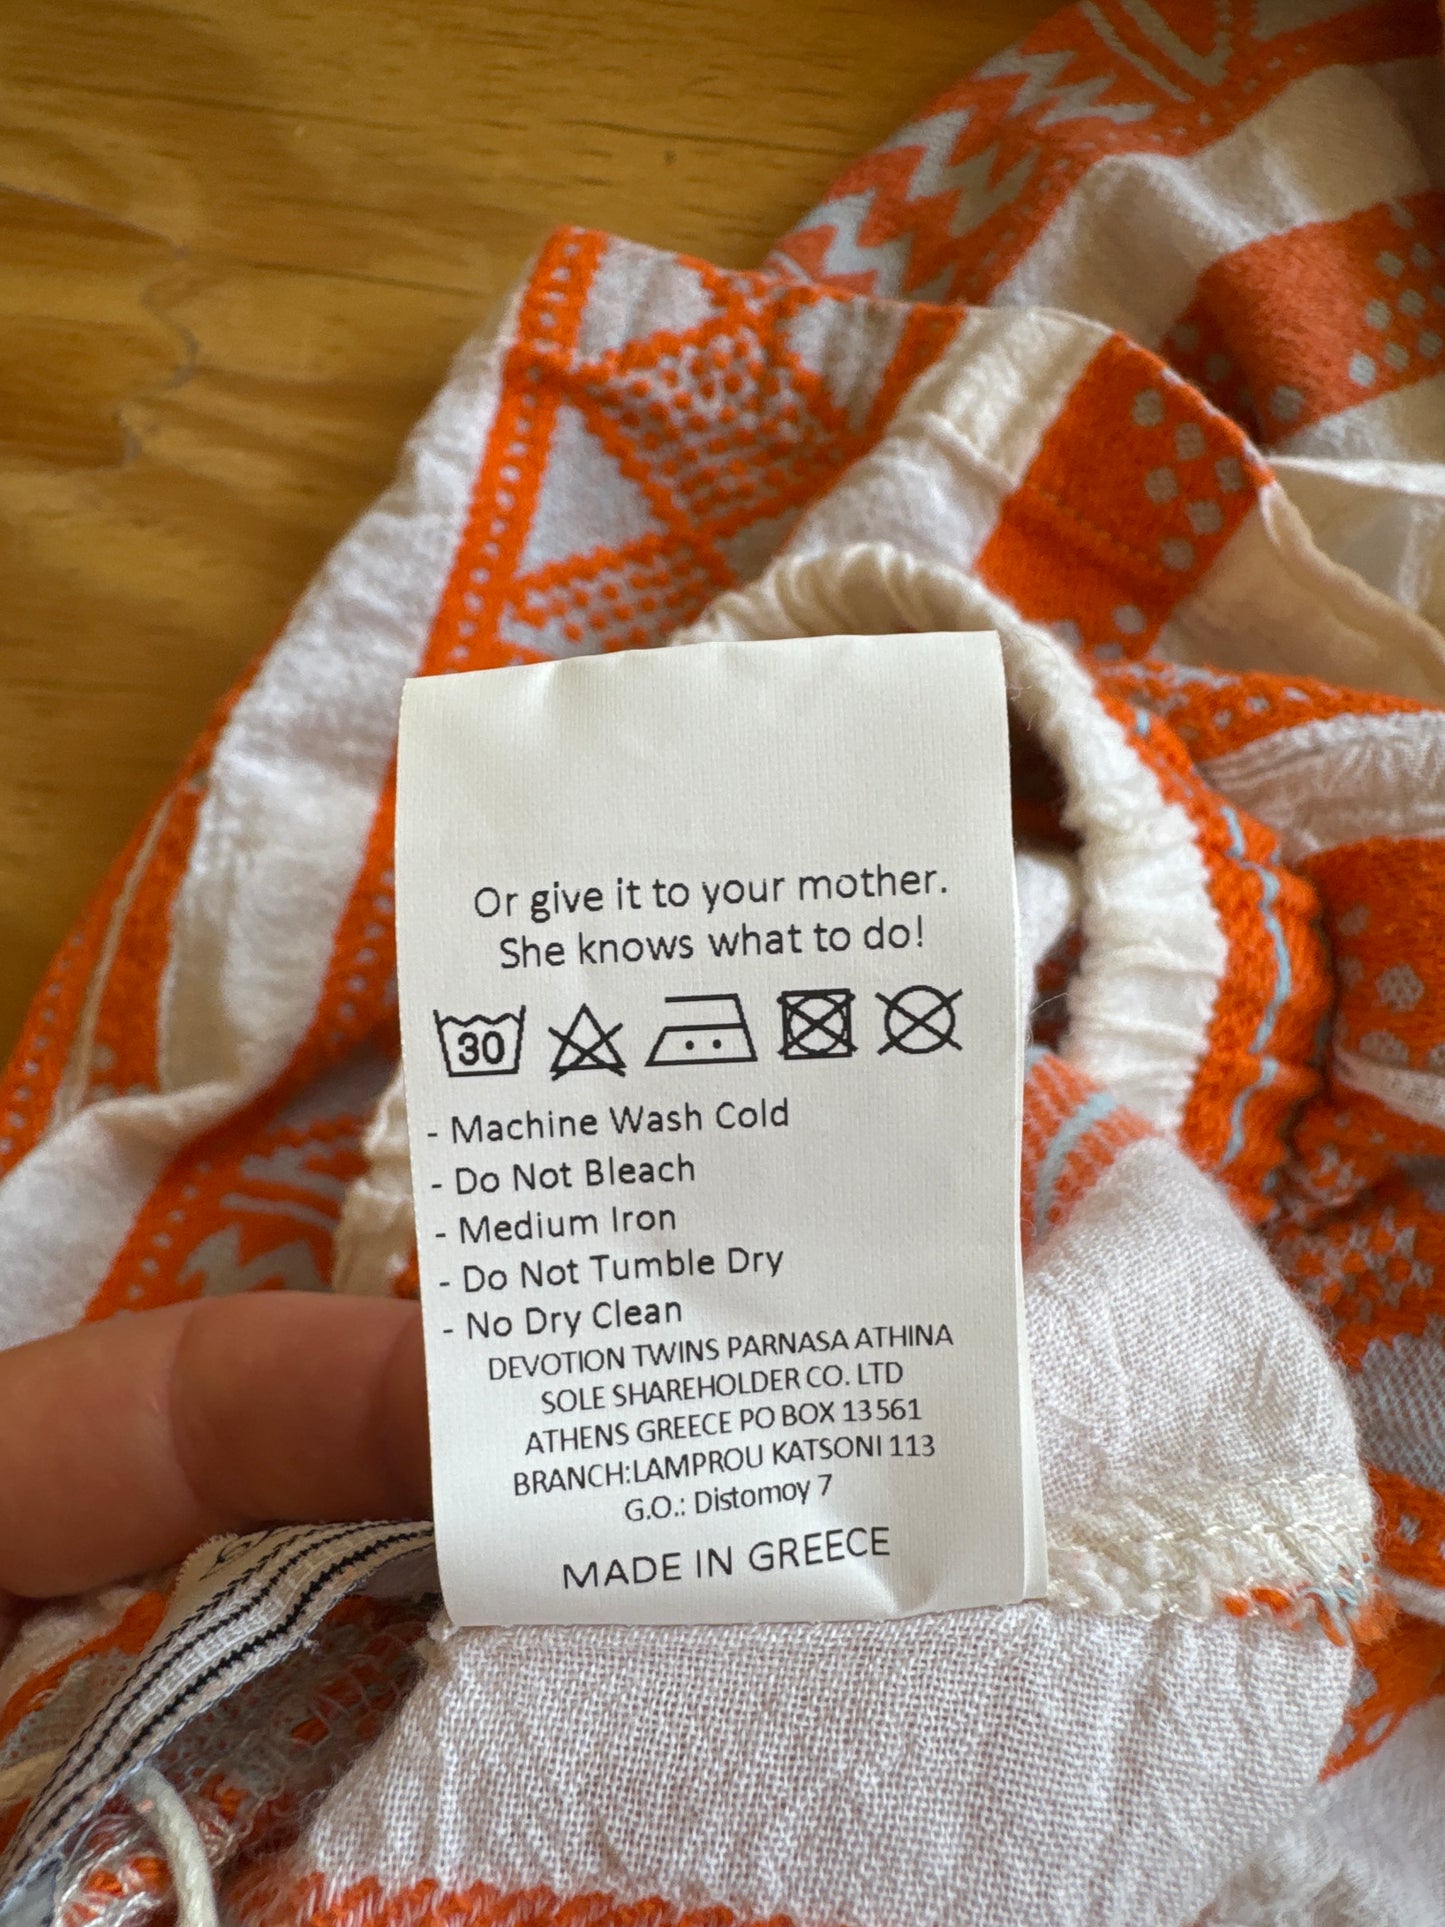 Or give it to your mother.
She knows what to do!
30
- Machine Wash Cold
- Do Not Bleach
- Medium Iron
- Do Not Tumble Dry
- No Dry Clean
DEVOTION TWINS PARNASA ATHINA
SOLE SHAREHOLDER CO. LTD
ATHENS GREECE PO BOX 13561
BRANCH:LAMPROU KATSONI 113
G.O.: Distomoy 7
MADE IN GREECE